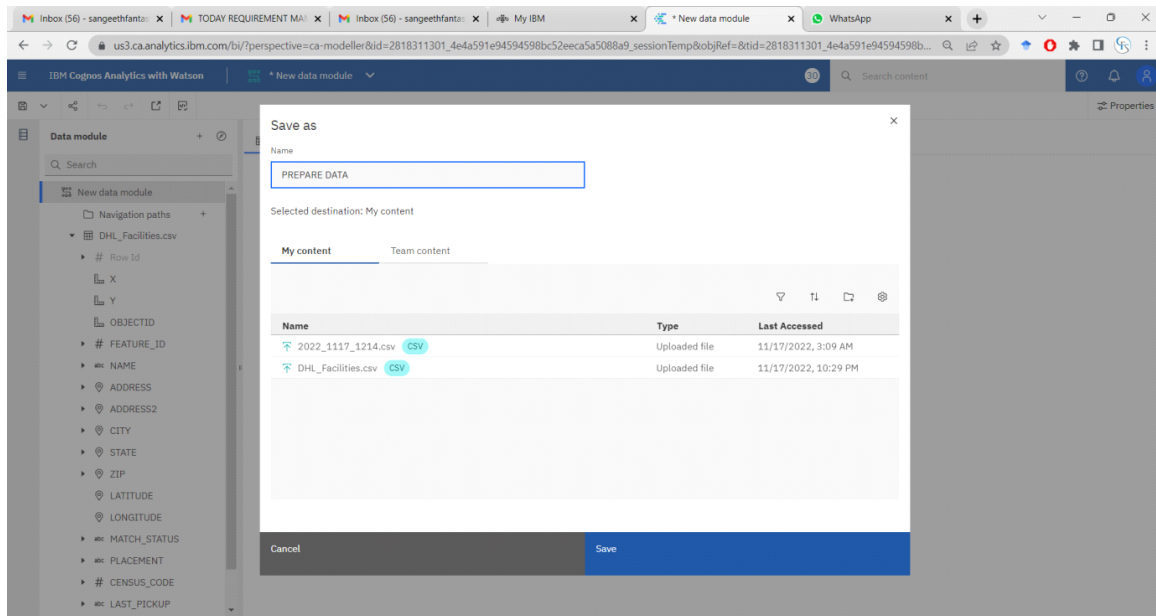 Inbox (56) - sangeethfantas
TODAY REQUIREMENT MA
Inbox (56) - sangeethfantas
My IBM
* New data module
WhatsApp
us3.ca.analytics.ibm.com/bi/?perspective=ca-modeller&id=2818311301_4e4a591e94594598bc52eeca5a5088a9_sessionTemp&objRef=&tid=2818311301_4e4a591e94594598b...
IBM Cognos Analytics with Watson
* New data module
30
Search content
Properties
Data module
Search
New data module
Navigation paths
DHL_Facilities.csv
# Row Id
X
Y
OBJECTID
# FEATURE_ID
abc NAME
ADDRESS
ADDRESS2
CITY
STATE
ZIP
LATITUDE
LONGITUDE
abc MATCH_STATUS
abc PLACEMENT
# CENSUS_CODE
abc LAST_PICKUP
Save as
Name
PREPARE DATA
Selected destination: My content
My content Team content
Name Type Last Accessed
2022_1117_1214.csv CSV Uploaded file 11/17/2022, 3:09 AM
DHL_Facilities.csv CSV Uploaded file 11/17/2022, 10:29 PM
Cancel Save